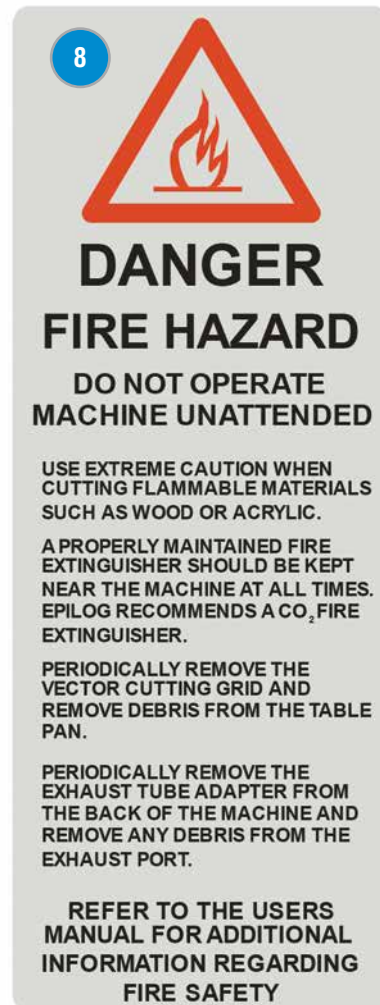 8
DANGER
FIRE HAZARD
DO NOT OPERATE
MACHINE UNATTENDED
USE EXTREME CAUTION WHEN
CUTTING FLAMMABLE MATERIALS
SUCH AS WOOD OR ACRYLIC.
A PROPERLY MAINTAINED FIRE
EXTINGUISHER SHOULD BE KEPT
NEAR THE MACHINE AT ALL TIMES.
EPILOG RECOMMENDS A CO₂ FIRE
EXTINGUISHER.
PERIODICALLY REMOVE THE
VECTOR CUTTING GRID AND
REMOVE DEBRIS FROM THE TABLE
PAN.
PERIODICALLY REMOVE THE
EXHAUST TUBE ADAPTER FROM
THE BACK OF THE MACHINE AND
REMOVE ANY DEBRIS FROM THE
EXHAUST PORT.
REFER TO THE USERS
MANUAL FOR ADDITIONAL
INFORMATION REGARDING
FIRE SAFETY